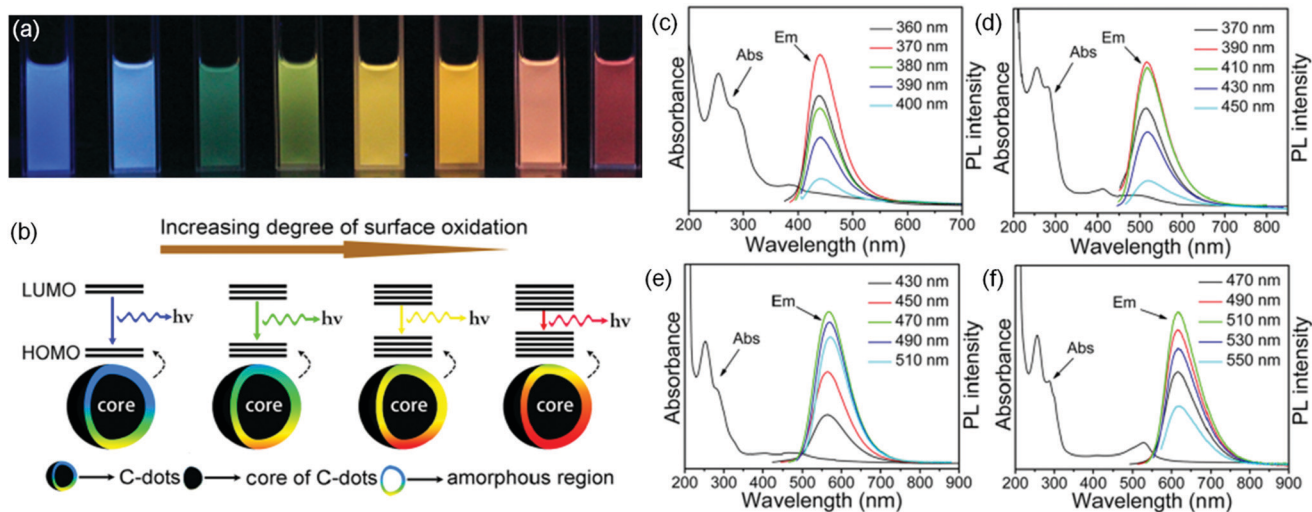 (a)
(b)
Increasing degree of surface oxidation
LUMO
hν
hν
hν
hν
HOMO
core
core
core
core
C-dots
core of C-dots
amorphous region
(c)
Absorbance
Abs
Em
360 nm
370 nm
380 nm
390 nm
400 nm
PL intensity
200 300 400 500 600 700
Wavelength (nm)
(d)
Absorbance
Abs
Em
370 nm
390 nm
410 nm
430 nm
450 nm
PL intensity
200 300 400 500 600 700 800
Wavelength (nm)
(e)
Absorbance
Abs
Em
430 nm
450 nm
470 nm
490 nm
510 nm
PL intensity
200 300 400 500 600 700 800 900
Wavelength (nm)
(f)
Absorbance
Abs
Em
470 nm
490 nm
510 nm
530 nm
550 nm
PL intensity
200 300 400 500 600 700 800 900
Wavelength (nm)